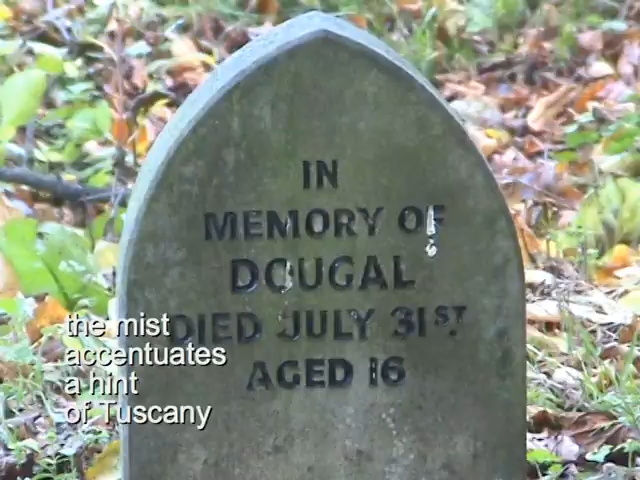 IN
MEMORY OF
DOUGAL
DIED JULY 31ST
AGED 16
the mist
accentuates
a hint
of Tuscany